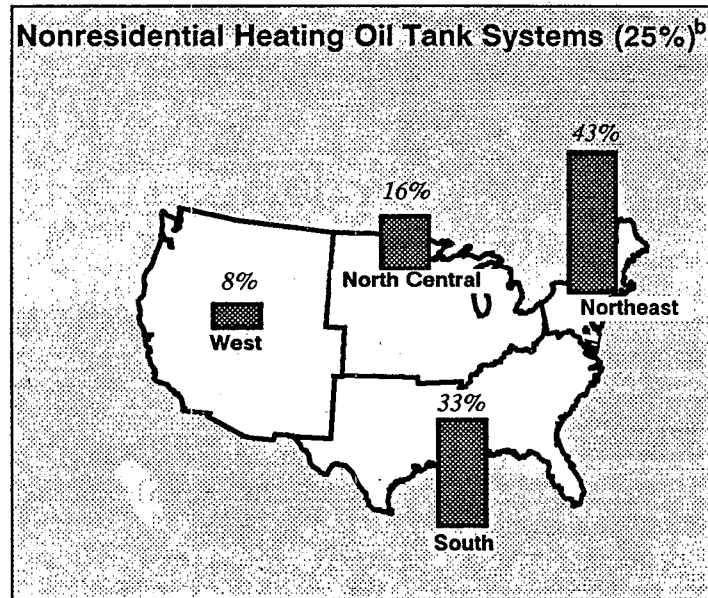 Nonresidential Heating Oil Tank Systems (25%)b
43%
16%
North Central
8%
Northeast
West
33%
South